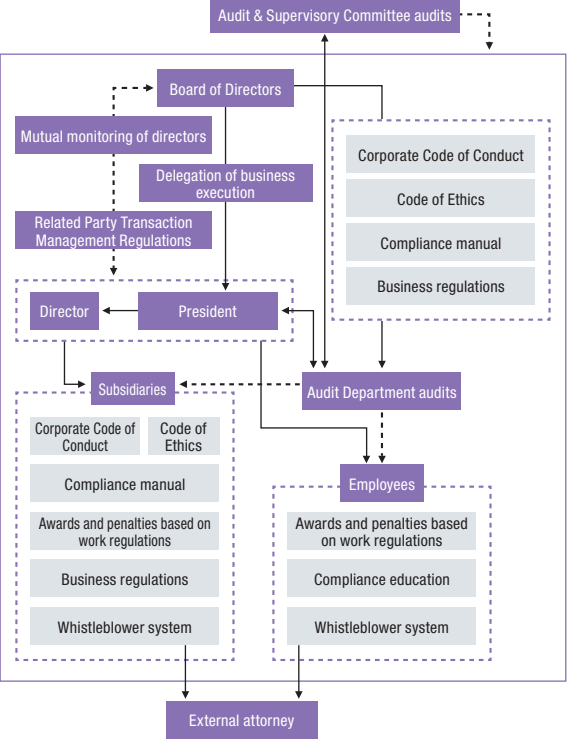 Audit & Supervisory Committee audits
Board of Directors
Mutual monitoring of directors
Corporate Code of Conduct
Delegation of business
execution
Code of Ethics
Related Party Transaction
Management Regulations
Compliance manual
Business regulations
Director
President
Subsidiaries
Audit Department audits
Corporate Code of
Conduct
Code of
Ethics
Compliance manual
Employees
Awards and penalties based on
work regulations
Awards and penalties based
on work regulations
Business regulations
Compliance education
Whistleblower system
Whistleblower system
External attorney